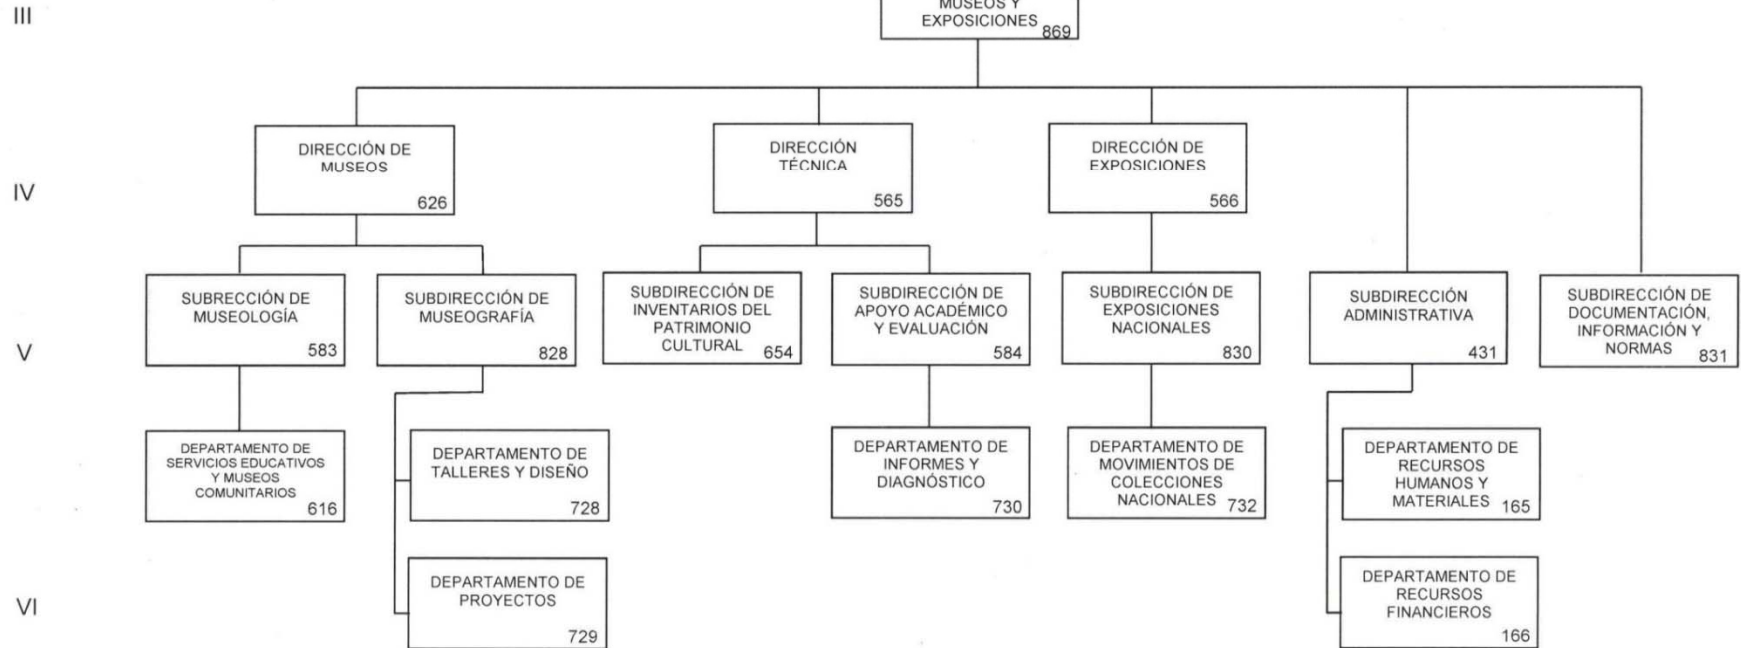 III
MUSEOS Y
EXPOSICIONES
869
IV
DIRECCIÓN DE
MUSEOS
626
DIRECCIÓN
TÉCNICA
565
DIRECCIÓN DE
EXPOSICIONES
566
V
SUBRECCIÓN DE
MUSEOLOGÍA
583
SUBDIRECCIÓN DE
MUSEOGRAFÍA
828
SUBDIRECCIÓN DE
INVENTARIOS DEL
PATRIMONIO
CULTURAL 654
SUBDIRECCIÓN DE
APOYO ACADÉMICO
Y EVALUACIÓN
584
SUBDIRECCIÓN DE
EXPOSICIONES
NACIONALES
830
SUBDIRECCIÓN
ADMINISTRATIVA
431
SUBDIRECCIÓN DE
DOCUMENTACIÓN,
INFORMACIÓN Y
NORMAS 831
DEPARTAMENTO DE
SERVICIOS EDUCATIVOS
Y MUSEOS
COMUNITARIOS
616
DEPARTAMENTO DE
TALLERES Y DISEÑO
728
DEPARTAMENTO DE
INFORMES Y
DIAGNÓSTICO
730
DEPARTAMENTO DE
MOVIMIENTOS DE
COLECCIONES
NACIONALES 732
DEPARTAMENTO DE
RECURSOS
HUMANOS Y
MATERIALES 165
VI
DEPARTAMENTO DE
PROYECTOS
729
DEPARTAMENTO DE
RECURSOS
FINANCIEROS
166